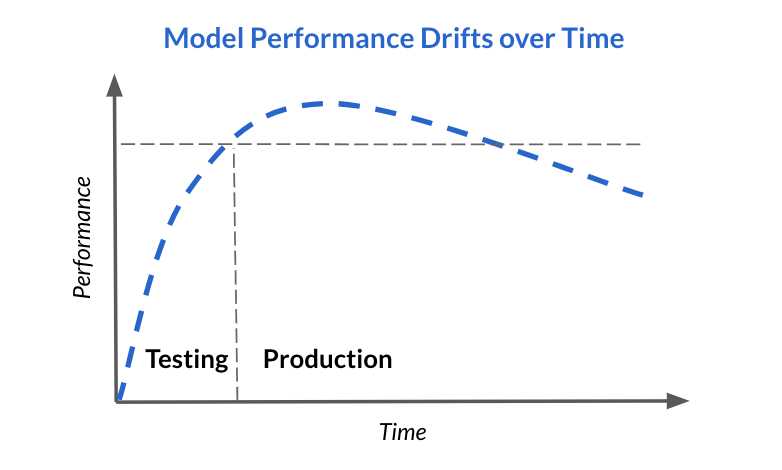 Model Performance Drifts over Time
Performance
Testing
Production
Time